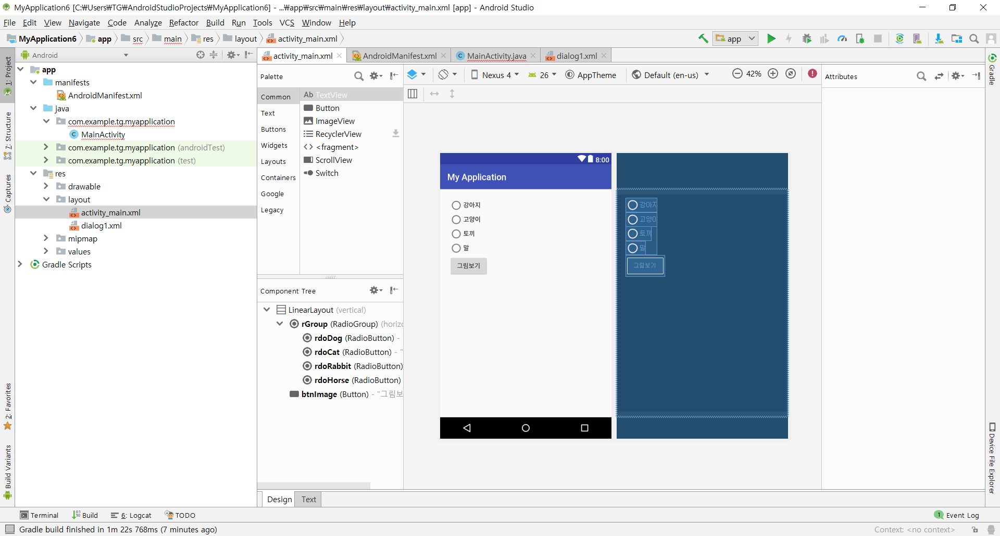 MyApplication6 [C:₩Users₩TG₩AndroidStudioProjects₩MyApplication6] - ...₩app₩src₩main₩res₩layout₩activity_main.xml [app] - Android Studio
File Edit View Navigate Code Analyze Refactor Build Run Tools VCS Window Help
MyApplication6 app src main res layout activity_main.xml
app
Android
activity_main.xml AndroidManifest.xml MainActivity.java dialog1.xml
1: Project
7: Structure
Captures
2: Favorites
Build Variants
app
manifests
AndroidManifest.xml
java
com.example.tg.myapplication
MainActivity
com.example.tg.myapplication (androidTest)
com.example.tg.myapplication (test)
res
drawable
layout
activity_main.xml
dialog1.xml
mipmap
values
Gradle Scripts
Palette
Common
Text
Buttons
Widgets
Layouts
Containers
Google
Legacy
Ab TextView
Button
ImageView
RecyclerView
<fragment>
ScrollView
Switch
Component Tree
LinearLayout (vertical)
rGroup (RadioGroup) (horizo
rdoDog (RadioButton) -
rdoCat (RadioButton) - "
rdoRabbit (RadioButton)
rdoHorse (RadioButton)
btnImage (Button) - "그림보
Nexus 4 26 AppTheme Default (en-us) 42%
8:00
My Application
강아지
고양이
토끼
말
그림보기
강아지
고양이
토끼
말
그림보기
Attributes
Gradle
Device File Explorer
Design Text
Terminal Build 6: Logcat TODO
1 Event Log
Gradle build finished in 1m 22s 768ms (7 minutes ago)
Context: <no context>